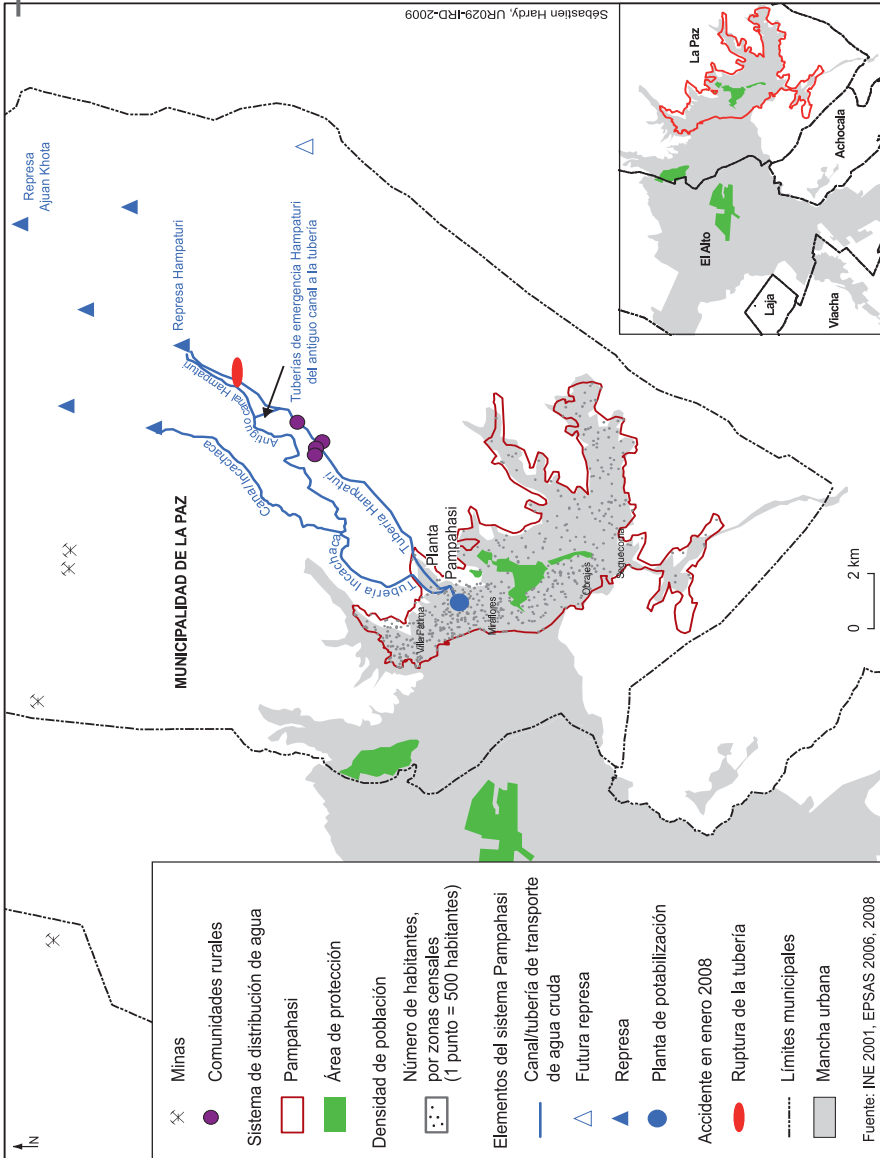 N
Minas
Comunidades rurales
Sistema de distribución de agua
Pampahasi
Área de protección
Densidad de población
Número de habitantes,
por zonas censales
(1 punto = 500 habitantes)
Elementos del sistema Pampahasi
Canal/tubería de transporte
de agua cruda
Futura represa
Represa
Planta de potabilización
Accidente en enero 2008
Ruptura de la tubería
Límites municipales
Mancha urbana
Fuente: INE 2001, EPSAS 2006, 2008
MUNICIPALIDAD DE LA PAZ
Represa
Ajuan Khota
Represa Hampaturi
Antiguo canal Hampaturi
Tuberías de emergencia Hampaturi
del antiguo canal a la tubería
Canal Incachaca
Tubería Incachaca
Tubería Hampaturi
Planta
Pampahasi
Villa Fatima
Miraflores
Obrajes
Seguecoma
0 2 km
La Paz
El Alto
Achocala
Laja
Viacha
Sébastien Hardy, UR029-IRD-2009